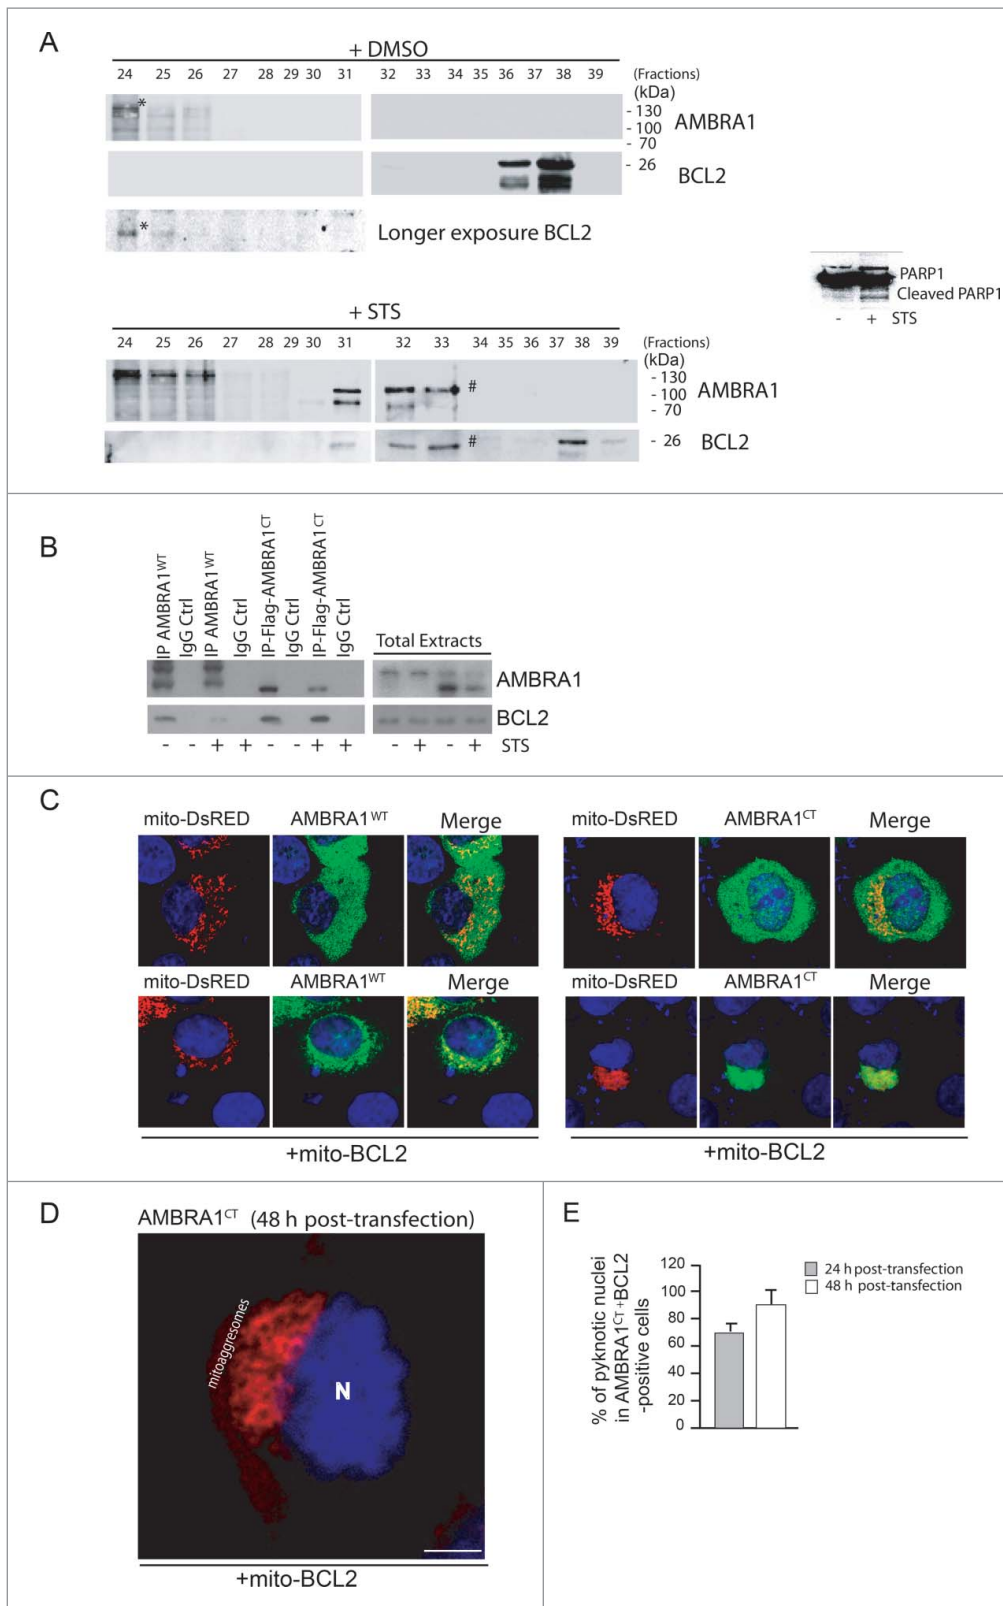 A
+ DMSO
24 25 26 27 28 29 30 31 32 33 34 35 36 37 38 39 (Fractions)
(kDa)
*
- 130
- 100
- 70
AMBRA1
- 26
BCL2
*
Longer exposure BCL2
PARP1
Cleaved PARP1
- + STS
+ STS
24 25 26 27 28 29 30 31 32 33 34 35 36 37 38 39 (Fractions)
(kDa)
#
- 130
- 100
- 70
AMBRA1
#
- 26
BCL2
B
IP AMBRA1WT
IgG Ctrl
IP AMBRA1WT
IgG Ctrl
IP-Flag-AMBRA1CT
IgG Ctrl
IP-Flag-AMBRA1CT
IgG Ctrl
Total Extracts
AMBRA1
BCL2
- - + + - - + + - + - + STS
C
mito-DsRED AMBRA1WT Merge mito-DsRED AMBRA1CT Merge
mito-DsRED AMBRA1WT Merge mito-DsRED AMBRA1CT Merge
+mito-BCL2 +mito-BCL2
D
AMBRA1CT (48 h post-transfection)
mitoaggresomes
N
+mito-BCL2
E
% of pyknotic nuclei
in AMBRA1CT+BCL2
-positive cells
120
100
80
60
40
20
0
24 h post-transfection
48 h post-tansfection